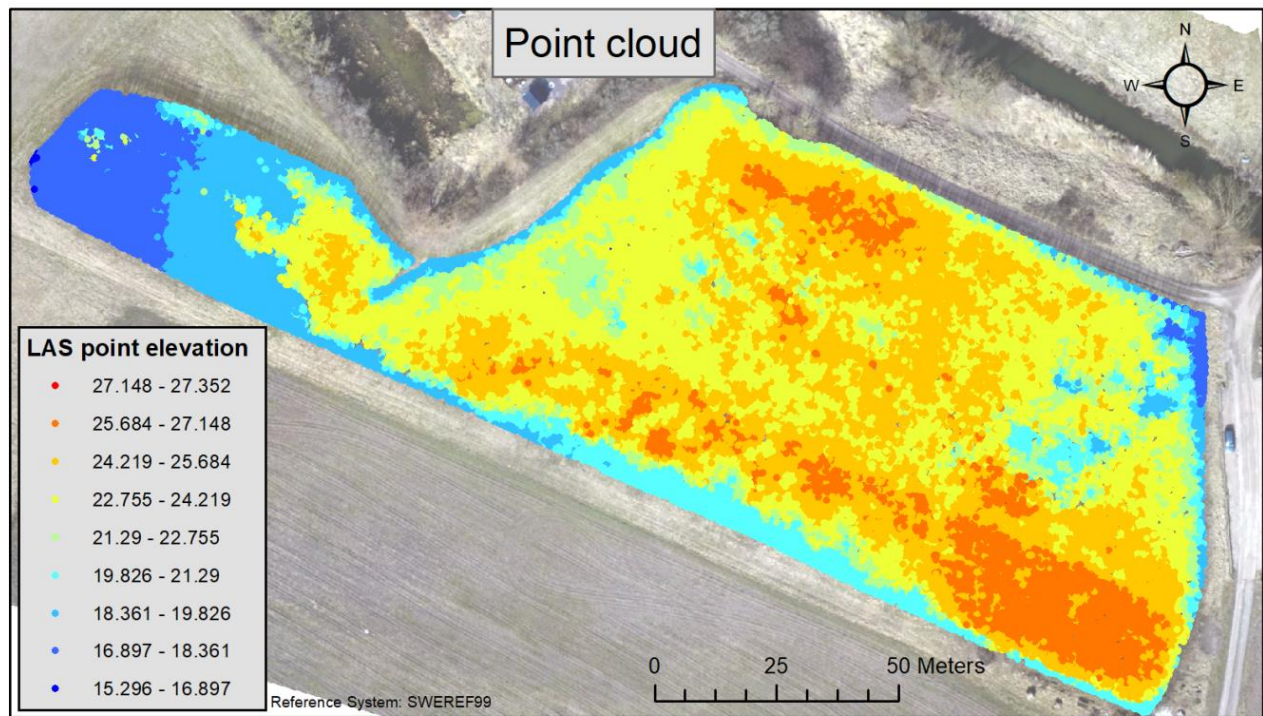 Point cloud
N
W E
S
LAS point elevation
27.148 - 27.352
25.684 - 27.148
24.219 - 25.684
22.755 - 24.219
21.29 - 22.755
19.826 - 21.29
18.361 - 19.826
16.897 - 18.361
15.296 - 16.897
0 25 50 Meters
Reference System: SWEREF99